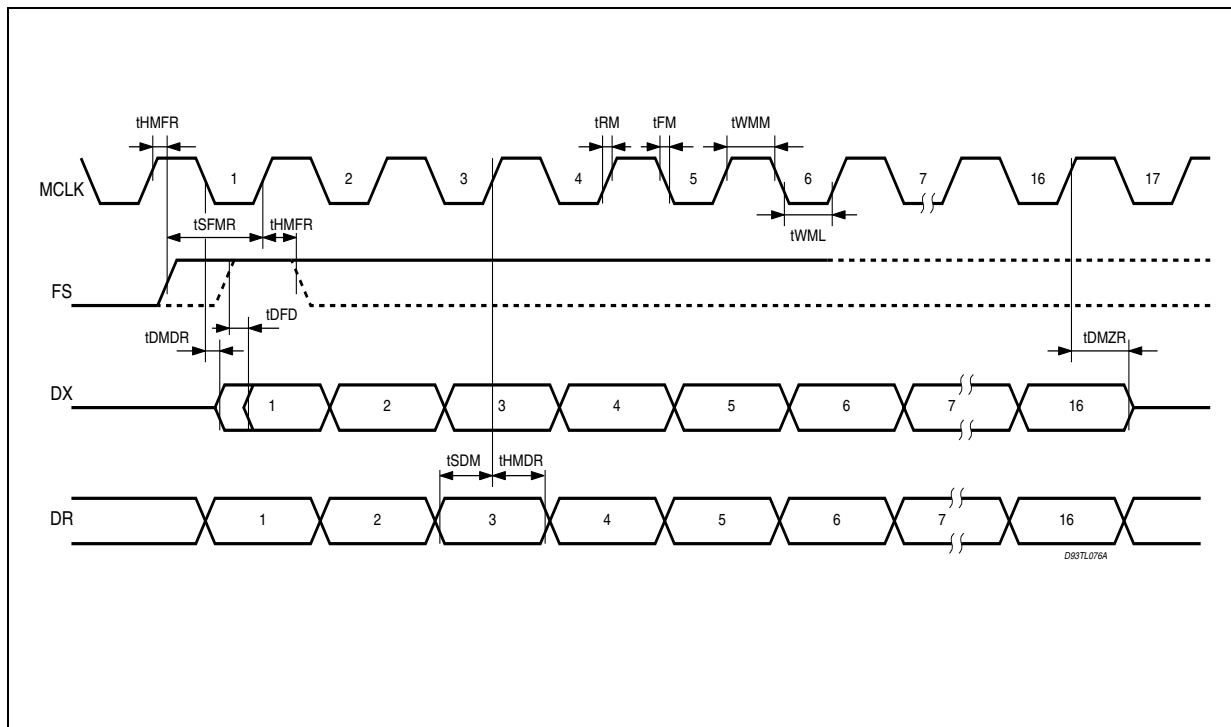 tHMFR tRM tFM tWMM
MCLK 1 2 3 4 5 6 7 16 17
tSFMR tHMFR tWML
FS
tDFD
tDMDR tDMZR
DX 1 2 3 4 5 6 7 16
tSDM tHMDR
DR 1 2 3 4 5 6 7 16
D93TL076A